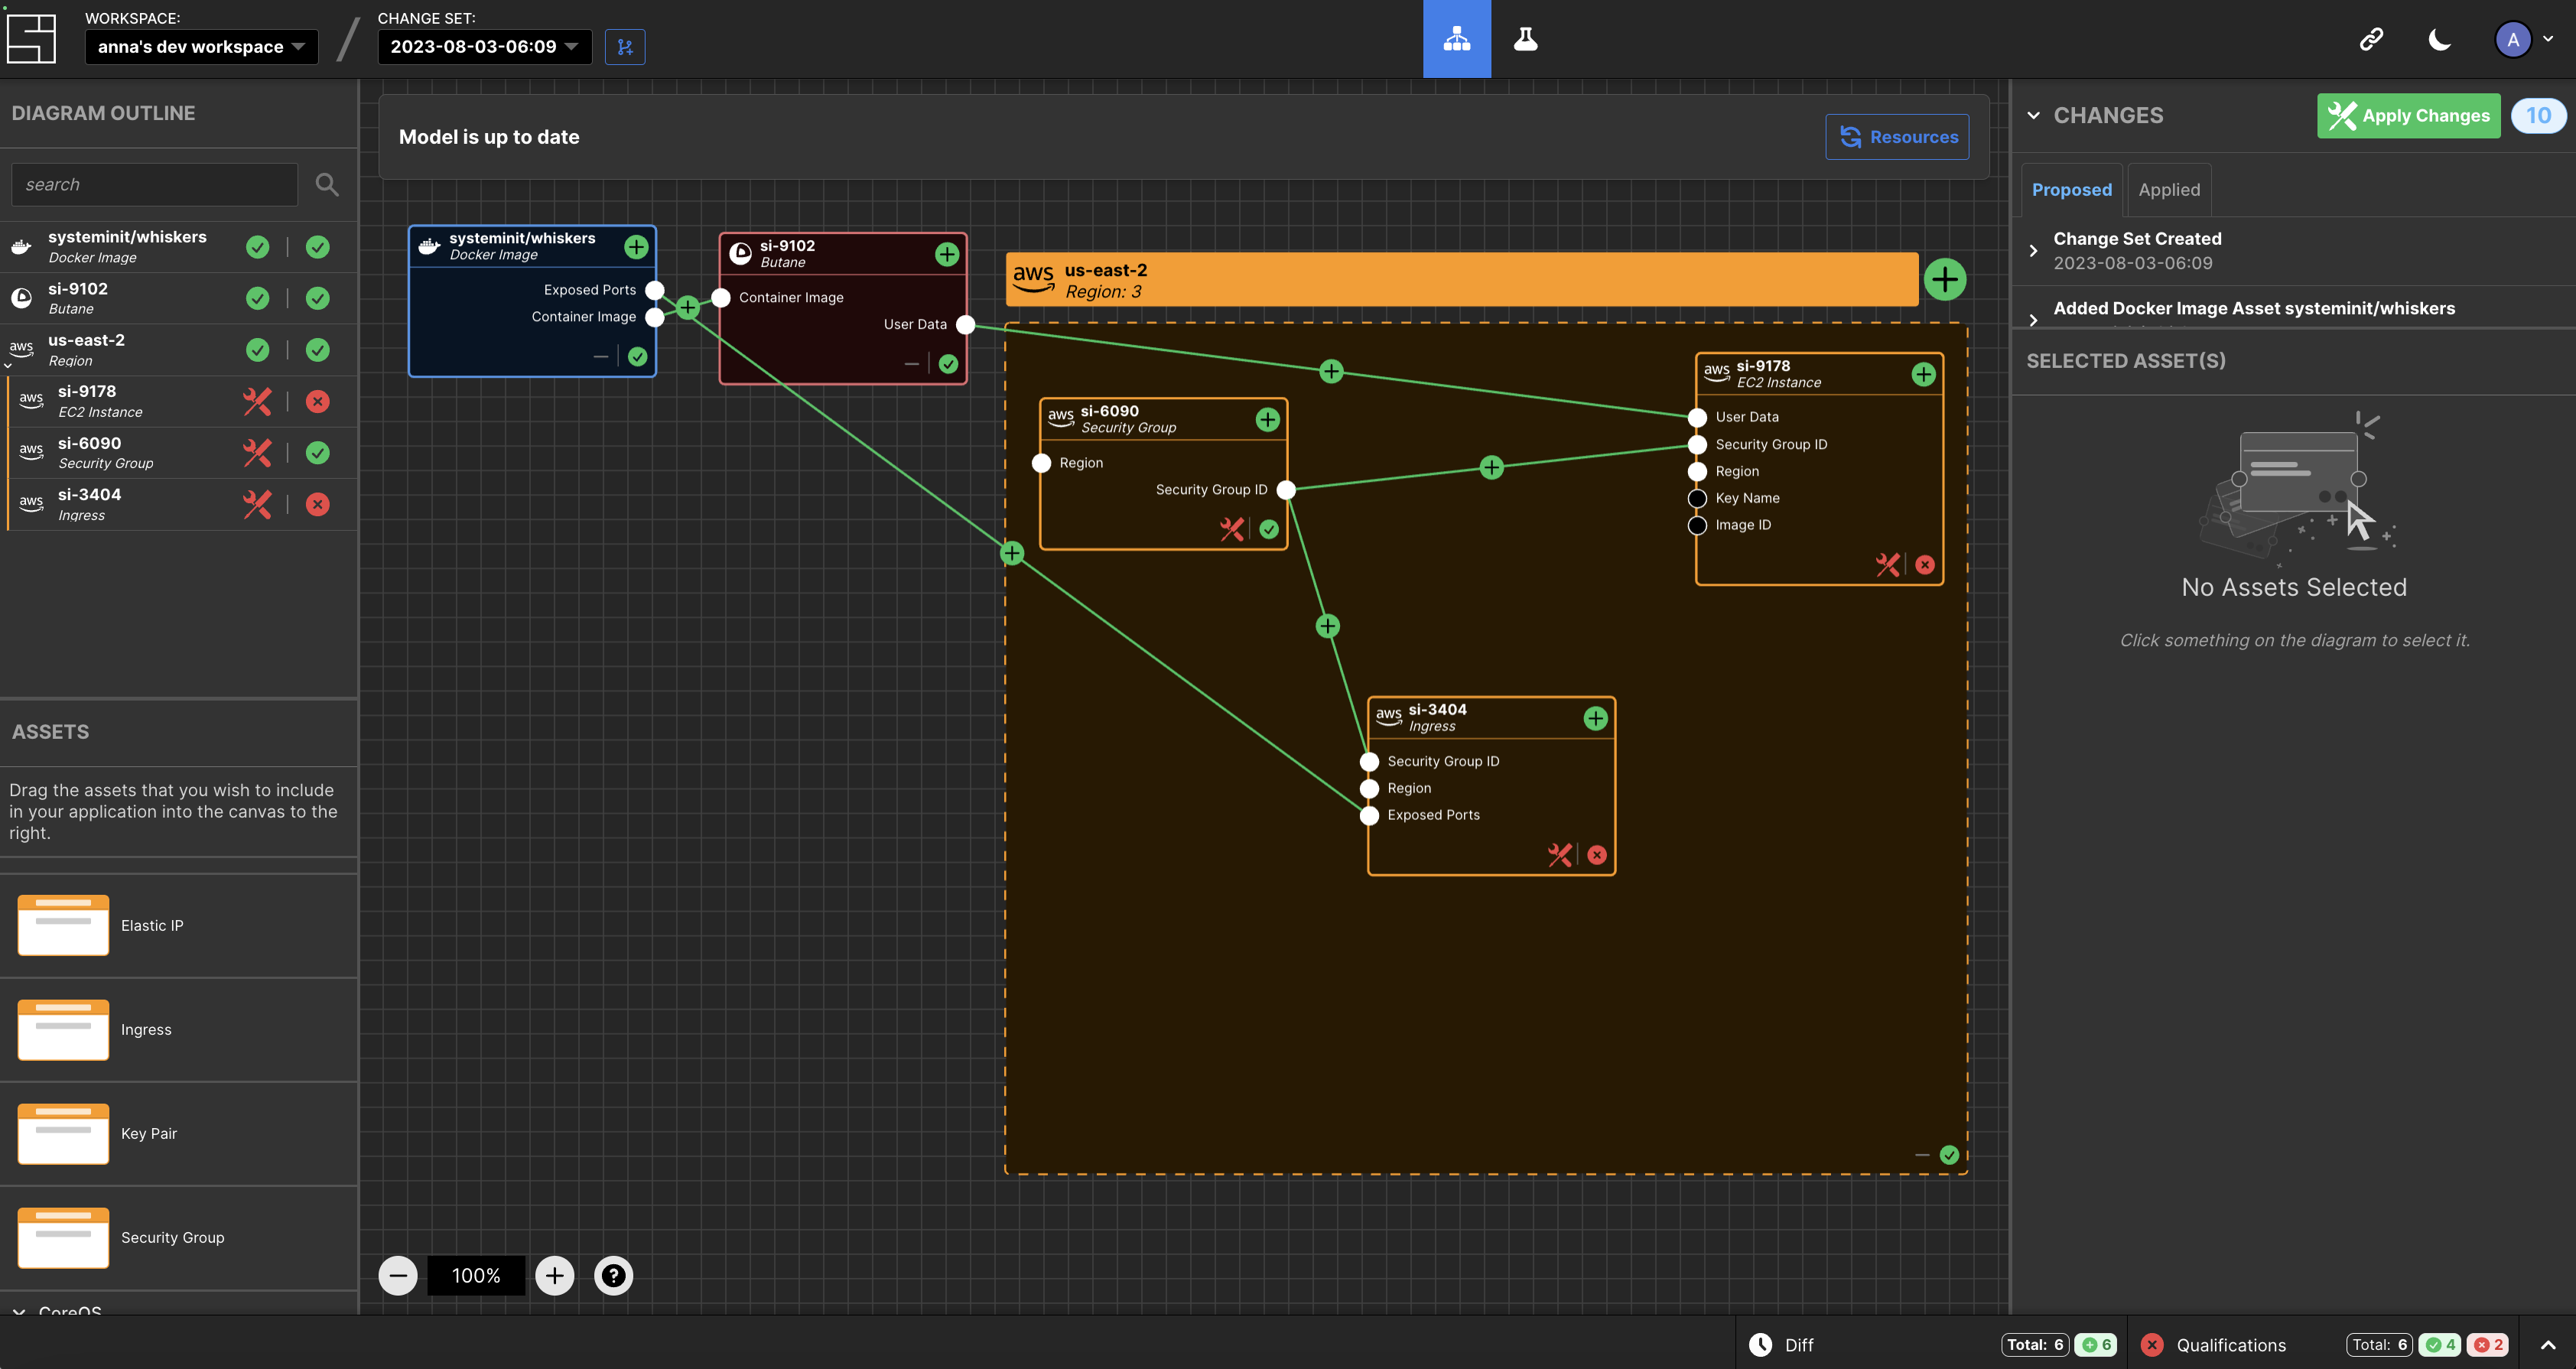 WORKSPACE:
anna's dev workspace
CHANGE SET:
2023-08-03-06:09
A
DIAGRAM OUTLINE
search
systeminit/whiskers
Docker Image
si-9102
Butane
aws
us-east-2
Region
aws
si-9178
EC2 Instance
aws
si-6090
Security Group
aws
si-3404
Ingress
ASSETS
Drag the assets that you wish to include
in your application into the canvas to the
right.
Elastic IP
Ingress
Key Pair
Security Group
CoreOS
Model is up to date
Resources
systeminit/whiskers
Docker Image
Exposed Ports
Container Image
si-9102
Butane
Container Image
User Data
aws
us-east-2
Region: 3
aws
si-6090
Security Group
Region
Security Group ID
aws
si-9178
EC2 Instance
User Data
Security Group ID
Region
Key Name
Image ID
aws
si-3404
Ingress
Security Group ID
Region
Exposed Ports
100%
?
CHANGES
Apply Changes
10
Proposed
Applied
Change Set Created
2023-08-03-06:09
Added Docker Image Asset systeminit/whiskers
SELECTED ASSET(S)
No Assets Selected
Click something on the diagram to select it.
Diff
Total: 6
6
Qualifications
Total: 6
4
2